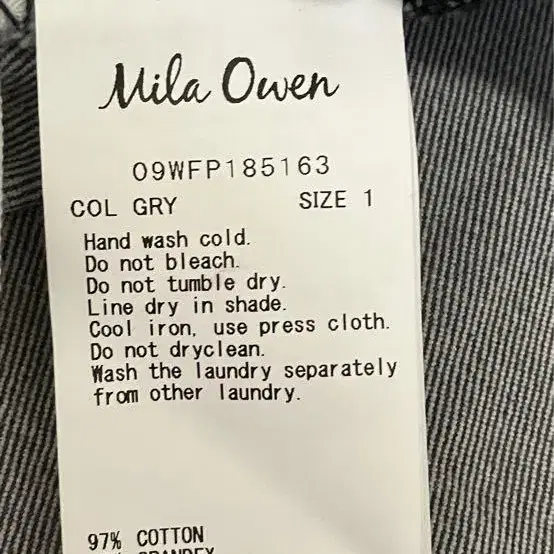 Mila Owen
09WFP185163
COL GRY SIZE 1
Hand wash cold.
Do not bleach.
Do not tumble dry.
Line dry in shade.
Cool iron, use press cloth.
Do not dryclean.
Wash the laundry separately
from other laundry.
97% COTTON